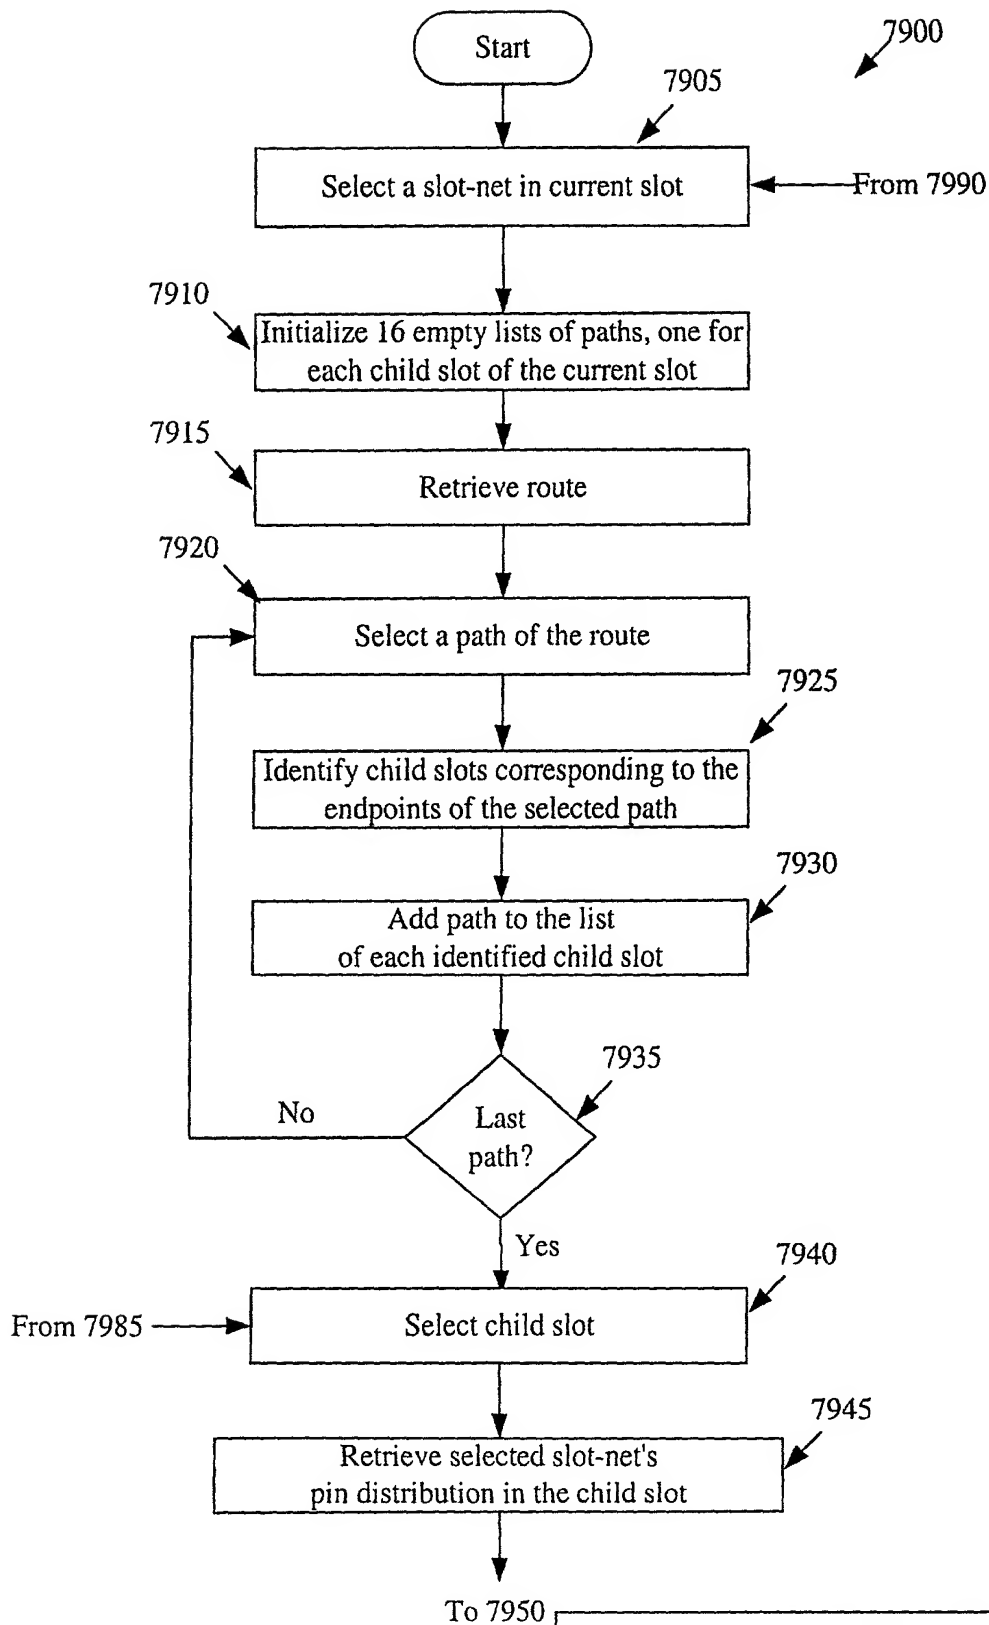 Start
7900
7905
Select a slot-net in current slot
From 7990
7910
Initialize 16 empty lists of paths, one for
each child slot of the current slot
7915
Retrieve route
7920
Select a path of the route
7925
Identify child slots corresponding to the
endpoints of the selected path
7930
Add path to the list
of each identified child slot
7935
Last
path?
No
Yes
7940
From 7985
Select child slot
7945
Retrieve selected slot-net's
pin distribution in the child slot
To 7950